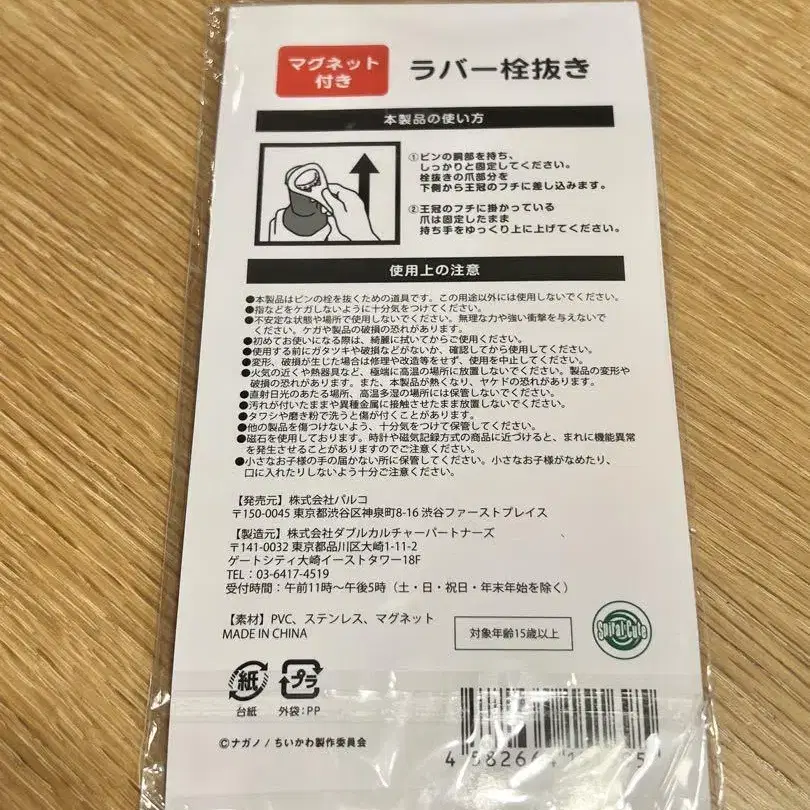 マグネット
付き
ラバー栓抜き
本製品の使い方
①ビンの胴部を持ち、
しっかりと固定してください。
栓抜きの爪部分を
下側から王冠のフチに差し込みます。
②王冠のフチに掛かっている
爪は固定したまま
持ち手をゆっくり上に上げてください。
使用上の注意
●本製品はビンの栓を抜くための道具です。この用途以外には使用しないでください。
●指などをケガしないように十分気をつけてください。
●不安定な状態や場所で使用しないでください。無理な力や強い衝撃を与えないで
ください。ケガや製品の破損の恐れがあります。
●初めてお使いになる際は、綺麗に拭いてからご使用ください。
●使用する前にガタツキや破損などがないか、確認してから使用してください。
●変形、破損が生じた場合は修理や改造等をせず、使用を中止してください。
●火気の近くや熱器具など、極端に高温の場所に放置しないでください。製品の変形や
破損の恐れがあります。また、本製品が熱くなり、ヤケドの恐れがあります。
●直射日光のあたる場所、高温多湿の場所には保管しないでください。
●汚れが付いたままや異種金属に接触させたまま放置しないでください。
●タワシや磨き粉で洗うと傷が付くことがあります。
●他の製品を傷つけないよう、十分気をつけて保管してください。
●磁石を使用しております。時計や磁気記録方式の商品に近づけると、まれに機能異常
を発生させることがありますのでご注意ください。
●小さなお子様の手の届かない所に保管してください。小さなお子様がなめたり、
口に入れたりしないよう十分ご注意ください。
【発売元】株式会社パルコ
〒150-0045 東京都渋谷区神泉町8-16 渋谷ファーストプレイス
【製造元】株式会社ダブルカルチャーパートナーズ
〒141-0032 東京都品川区大崎1-11-2
ゲートシティ大崎イーストタワー18F
TEL：03-6417-4519
受付時間：午前11時～午後5時（土・日・祝日・年末年始を除く）
【素材】PVC、ステンレス、マグネット
MADE IN CHINA
対象年齢15歳以上
Spiral Cute
紙
プラ
台紙
外袋：PP
©ナガノ / ちいかわ製作委員会